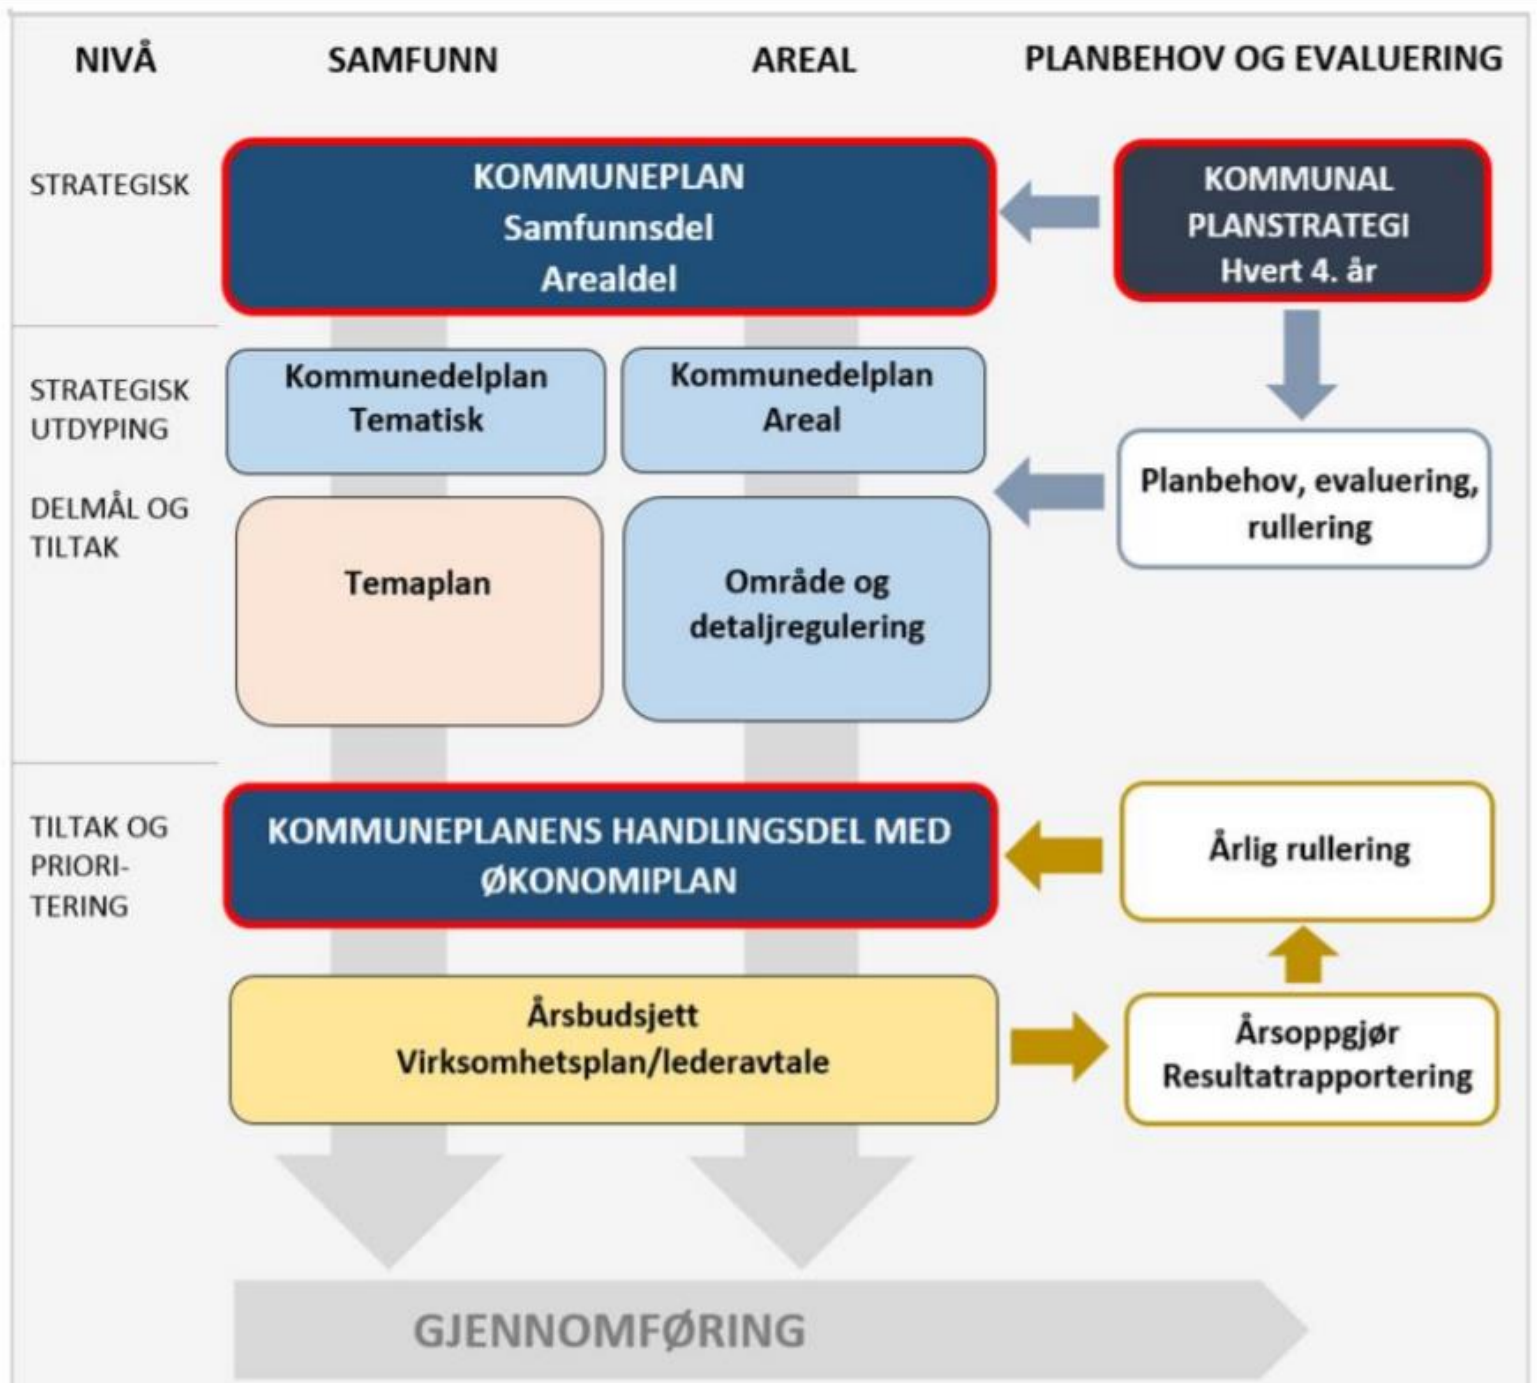 NIVÅ
SAMFUNN
AREAL
PLANBEHOV OG EVALUERING
STRATEGISK
KOMMUNEPLAN
Samfunnsdel
Arealdel
KOMMUNAL
PLANSTRATEGI
Hvert 4. år
STRATEGISK
UTDYPING
Kommunedelplan
Tematisk
Kommunedelplan
Areal
Planbehov, evaluering,
rullering
DELMÅL OG
TILTAK
Temaplan
Område og
detaljregulering
TILTAK OG
PRIORI-
TERING
KOMMUNEPLANENS HANDLINGSDEL MED
ØKONOMIPLAN
Årlig rullering
Årsbudsjett
Virksomhetsplan/lederavtale
Årsoppgjør
Resultatrapportering
GJENNOMFØRING